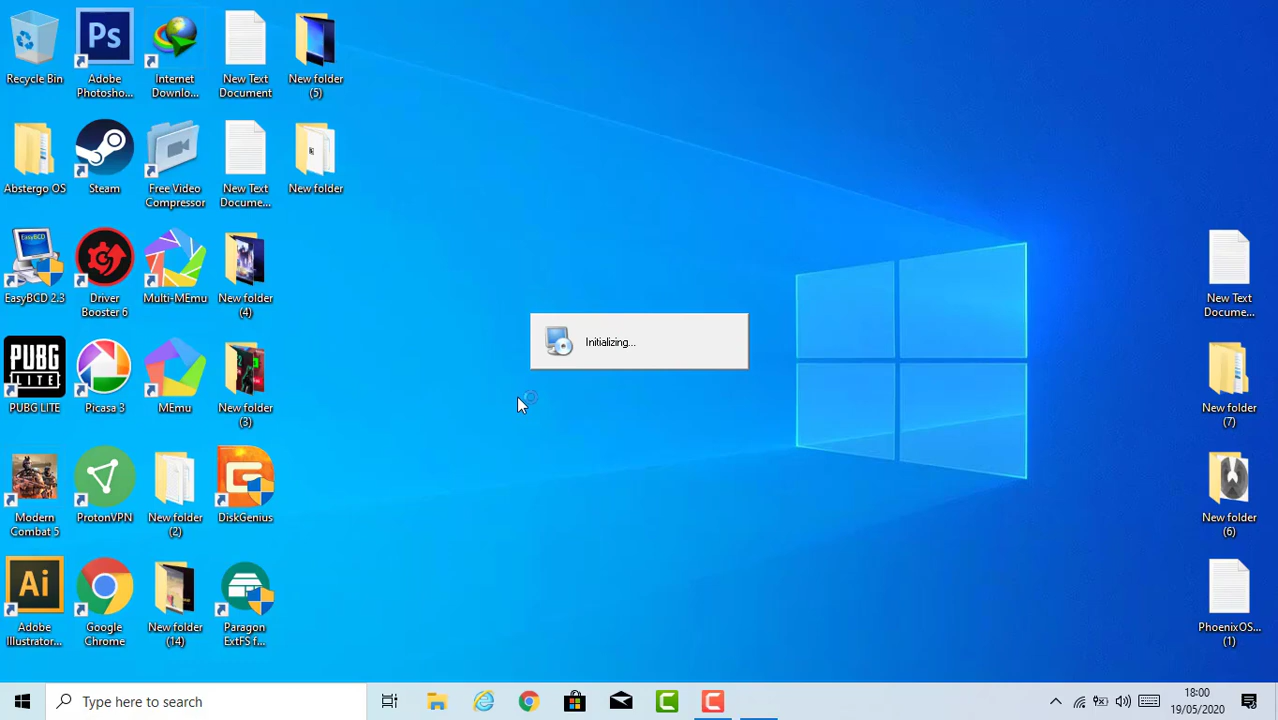 Recycle Bin
Ps
Adobe
Photosho...
Internet
Downlo...
New Text
Document
New folder
(5)
Abstergo OS
Steam
Free Video
Compressor
New Text
Docume...
New folder
EasyBCD
EasyBCD 2.3
Driver
Booster 6
Multi-MEmu
New folder
(4)
Initializing...
New Text
Docume...
PUBG
LITE
PUBG LITE
Picasa 3
MEmu
New folder
(3)
New folder
(7)
Modern
Combat 5
ProtonVPN
New folder
(2)
DiskGenius
New folder
(6)
Ai
Adobe
Illustrator...
Google
Chrome
New folder
(14)
Paragon
ExtFS f...
PhoenixOS...
(1)
Type here to search
18:00
19/05/2020